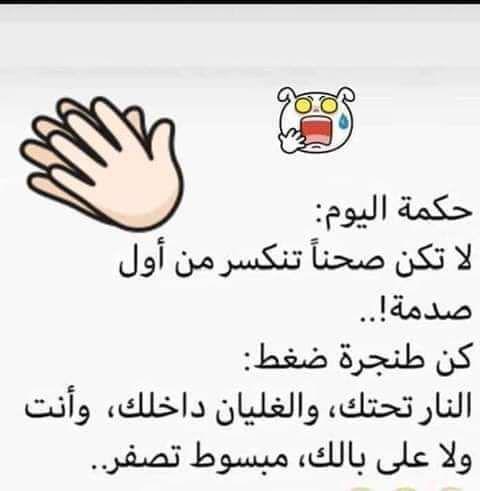 حكمة اليوم:
لا تكن صحناً تنكسر من أول
صدمة!..
كن طنجرة ضغط:
النار تحتك، والغليان داخلك، وأنت
ولا على بالك، مبسوط تصفر..